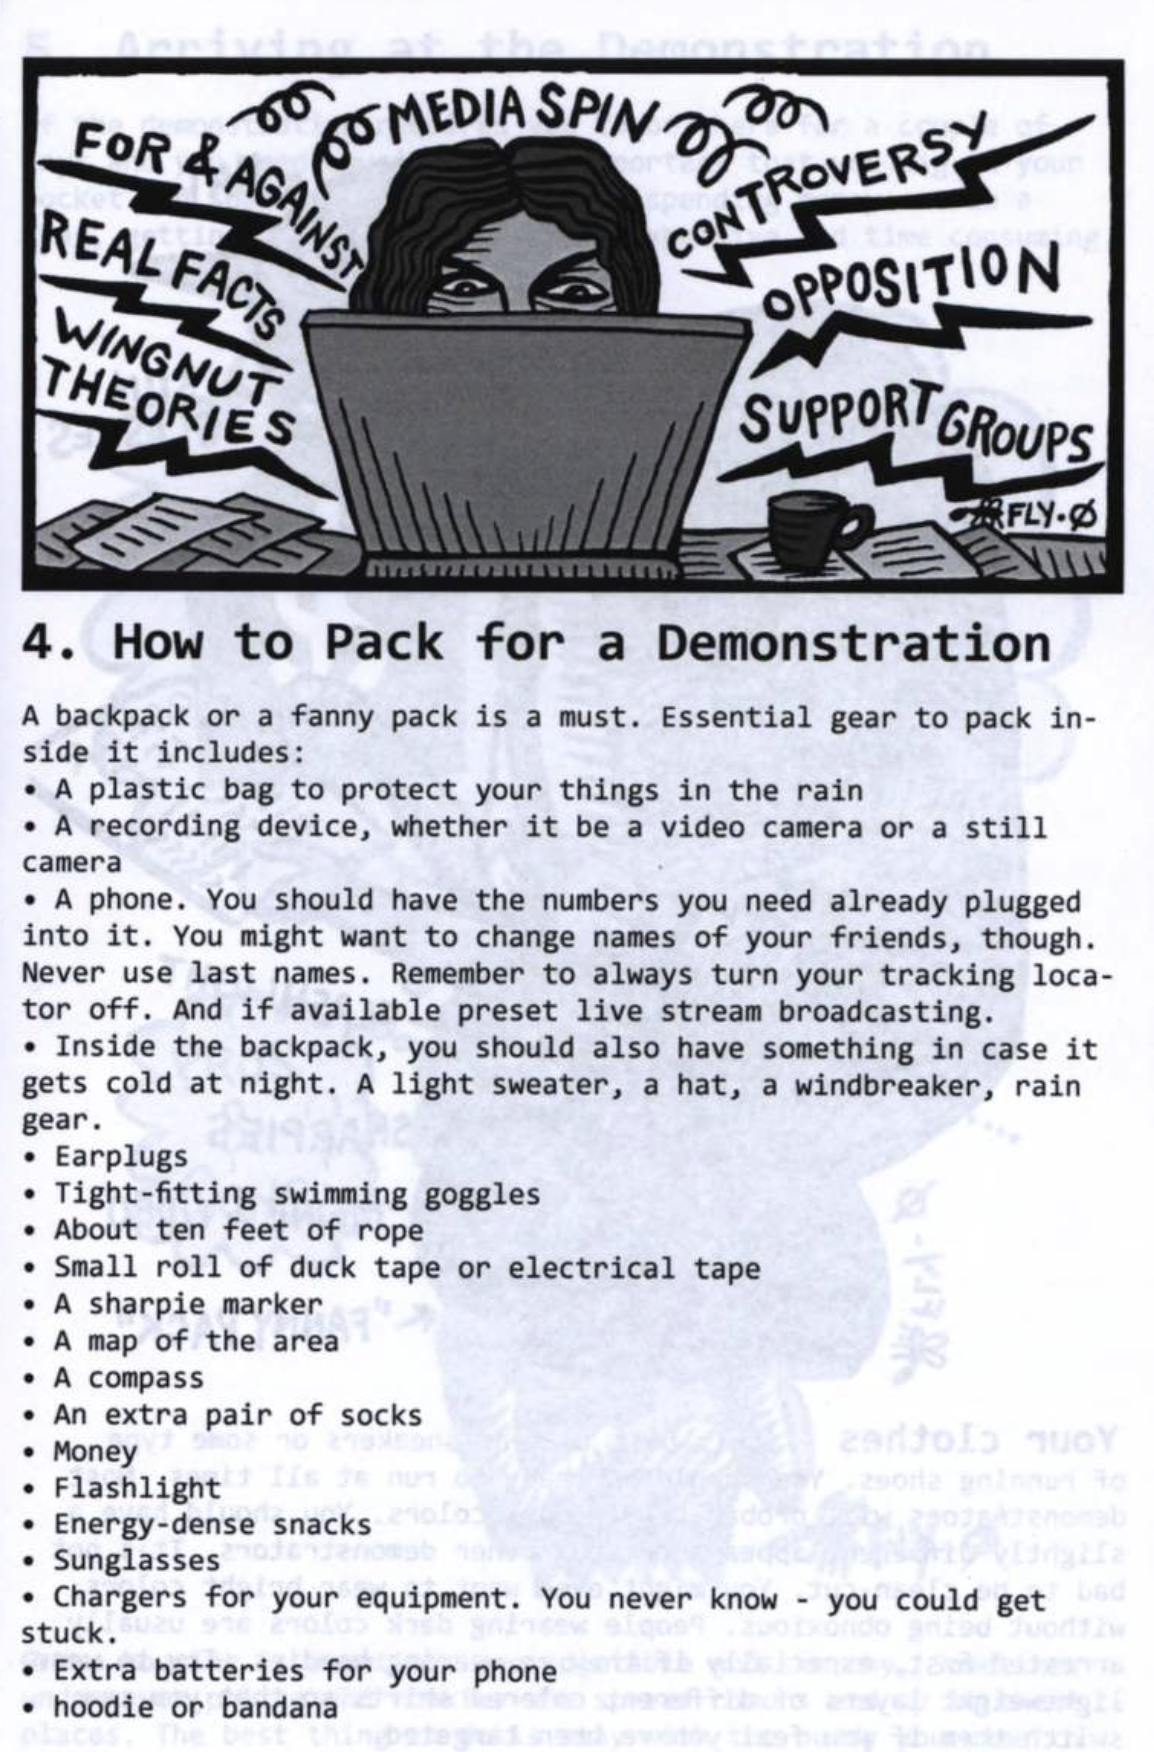 MEDIA SPIN
FOR & AGAINST
CONTROVERSY
REAL FACTS
OPPOSITION
WINGNUT
THEORIES
SUPPORT GROUPS
FLY·Ø
4. How to Pack for a Demonstration
A backpack or a fanny pack is a must. Essential gear to pack in-
side it includes:
• A plastic bag to protect your things in the rain
• A recording device, whether it be a video camera or a still
camera
• A phone. You should have the numbers you need already plugged
into it. You might want to change names of your friends, though.
Never use last names. Remember to always turn your tracking loca-
tor off. And if available preset live stream broadcasting.
• Inside the backpack, you should also have something in case it
gets cold at night. A light sweater, a hat, a windbreaker, rain
gear.
• Earplugs
• Tight-fitting swimming goggles
• About ten feet of rope
• Small roll of duck tape or electrical tape
• A sharpie marker
• A map of the area
• A compass
• An extra pair of socks
• Money
• Flashlight
• Energy-dense snacks
• Sunglasses
• Chargers for your equipment. You never know - you could get
stuck.
• Extra batteries for your phone
• hoodie or bandana